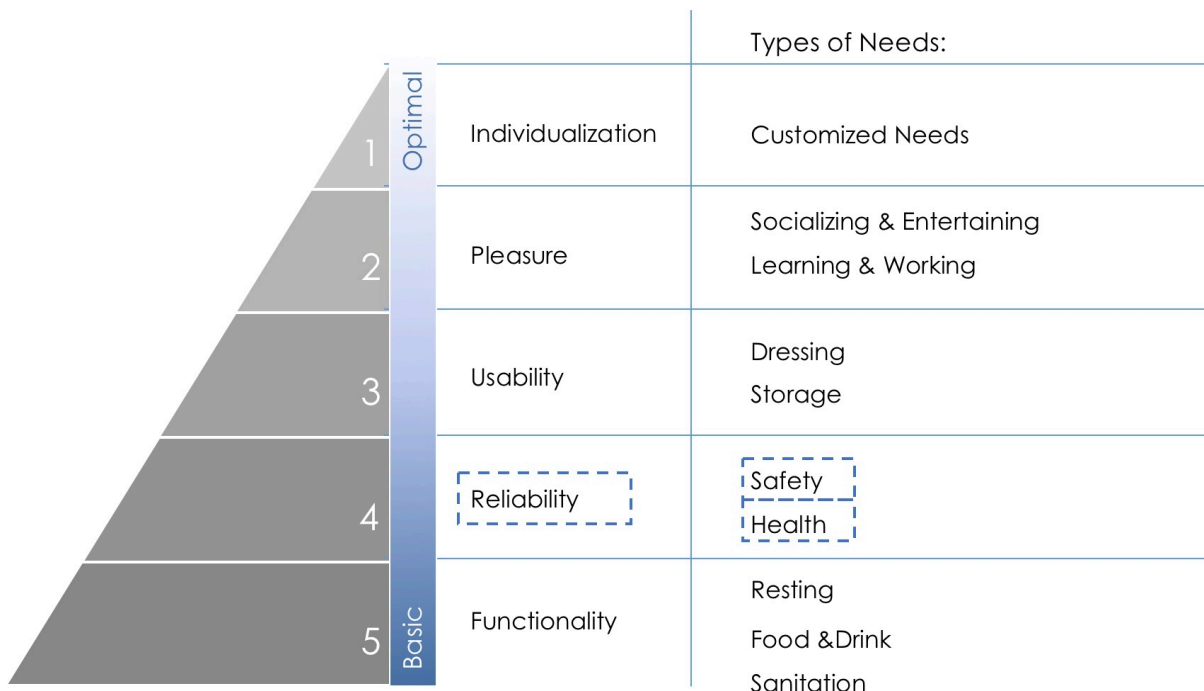 Types of Needs:
Optimal
1
Individualization
Customized Needs
2
Pleasure
Socializing & Entertaining
Learning & Working
3
Usability
Dressing
Storage
4
Reliability
Safety
Health
Basic
5
Functionality
Resting
Food &Drink
Sanitation